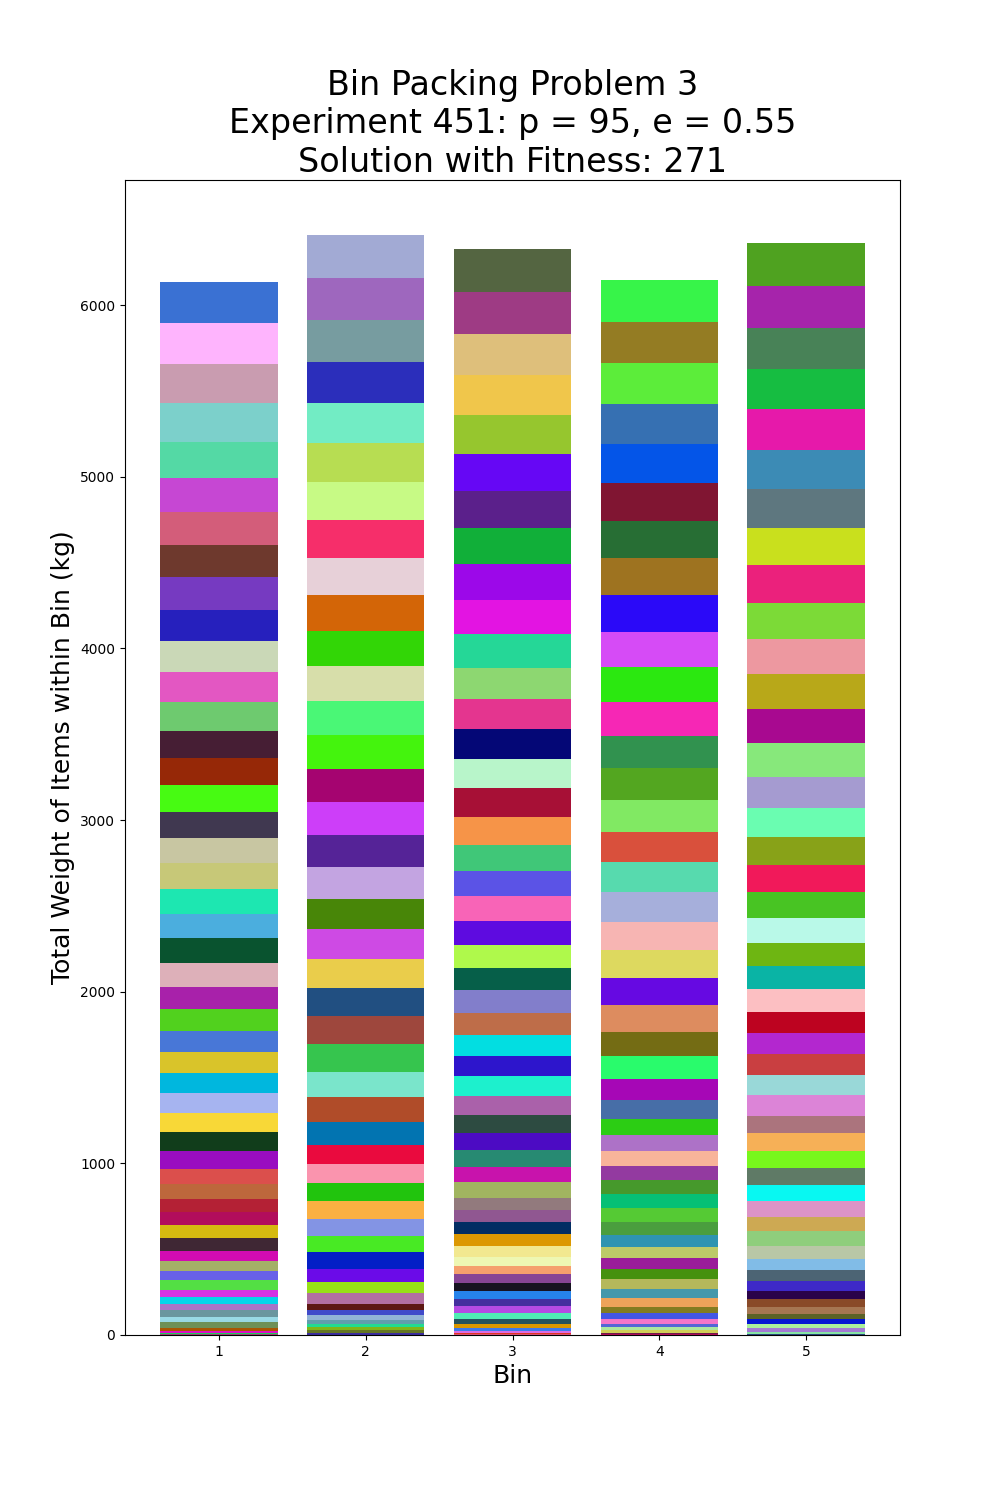 Bin Packing Problem 3
Experiment 451: p = 95, e = 0.55
Solution with Fitness: 271
Total Weight of Items within Bin (kg)
6000
5000
4000
3000
2000
1000
0
1 2 3 4 5
Bin